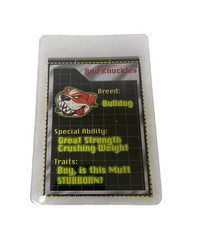 Bad Knuckles
Breed:
Bulldog
Special Ability:
Great Strength
Crushing Weight
Traits:
Boy, is this Mutt
STUBBORN!